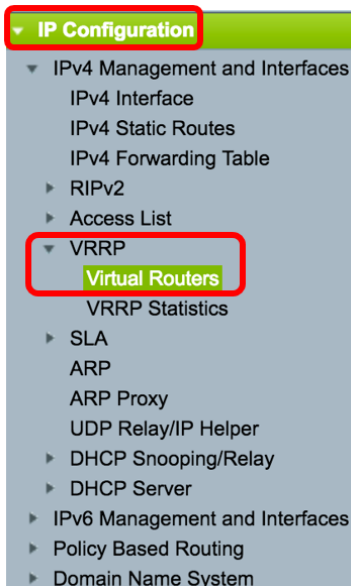 IP Configuration
IPv4 Management and Interfaces
IPv4 Interface
IPv4 Static Routes
IPv4 Forwarding Table
RIPv2
Access List
VRRP
Virtual Routers
VRRP Statistics
SLA
ARP
ARP Proxy
UDP Relay/IP Helper
DHCP Snooping/Relay
DHCP Server
IPv6 Management and Interfaces
Policy Based Routing
Domain Name System